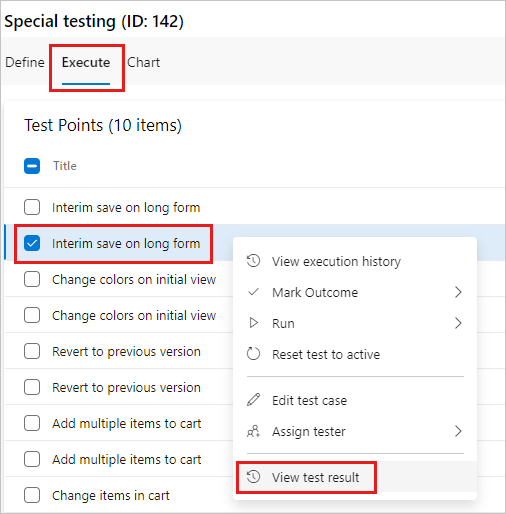 Special testing (ID: 142)
Define Execute Chart
Test Points (10 items)
Title
Interim save on long form
Interim save on long form
Change colors on initial view
Change colors on initial view
Revert to previous version
Revert to previous version
Add multiple items to cart
Add multiple items to cart
Change items in cart
View execution history
Mark Outcome
Run
Reset test to active
Edit test case
Assign tester
View test result